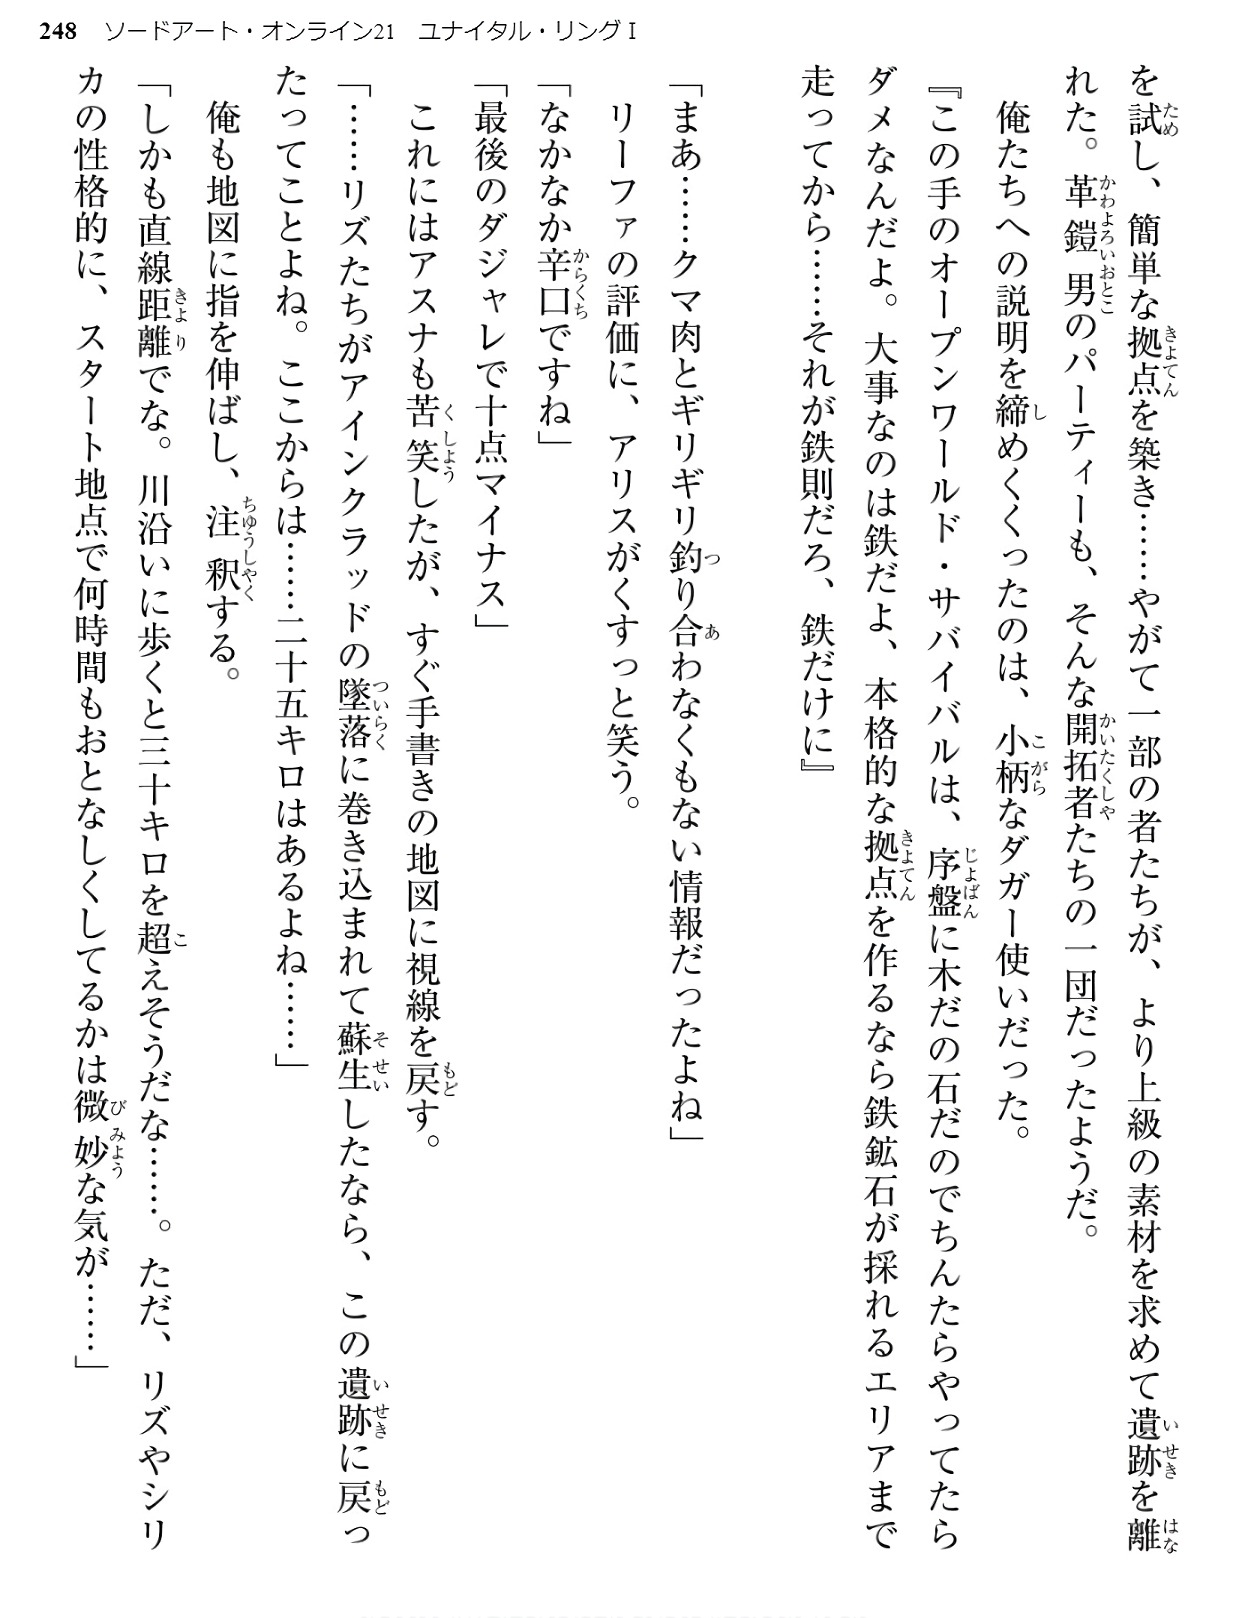 248 ソードアート・オンライン21 ユナイタル・リングⅠ
を試し、簡単な拠点を築き……やがて一部の者たちが、より上級の素材を求めて遺跡を離
れた。革鎧男のパーティーも、そんな開拓者たちの一団だったようだ。
俺たちへの説明を締めくくったのは、小柄なダガー使いだった。
『この手のオープンワールド・サバイバルは、序盤に木だの石だのでちんたらやってたら
ダメなんだよ。大事なのは鉄だよ、本格的な拠点を作るなら鉄鉱石が採れるエリアまで
走ってから……それが鉄則だろ、鉄だけに』
「まあ……クマ肉とギリギリ釣り合わなくもない情報だったよね」
リーファの評価に、アリスがくすっと笑う。
「なかなか辛口ですね」
「最後のダジャレで十点マイナス」
これにはアスナも苦笑したが、すぐ手書きの地図に視線を戻す。
「……リズたちがアインクラッドの墜落に巻き込まれて蘇生したなら、この遺跡に戻っ
たってことよね。ここからは……二十五キロはあるよね……」
俺も地図に指を伸ばし、注釈する。
「しかも直線距離でな。川沿いに歩くと三十キロを超えそうだな……。ただ、リズやシリ
カの性格的に、スタート地点で何時間もおとなしくしてるかは微妙な気が……」